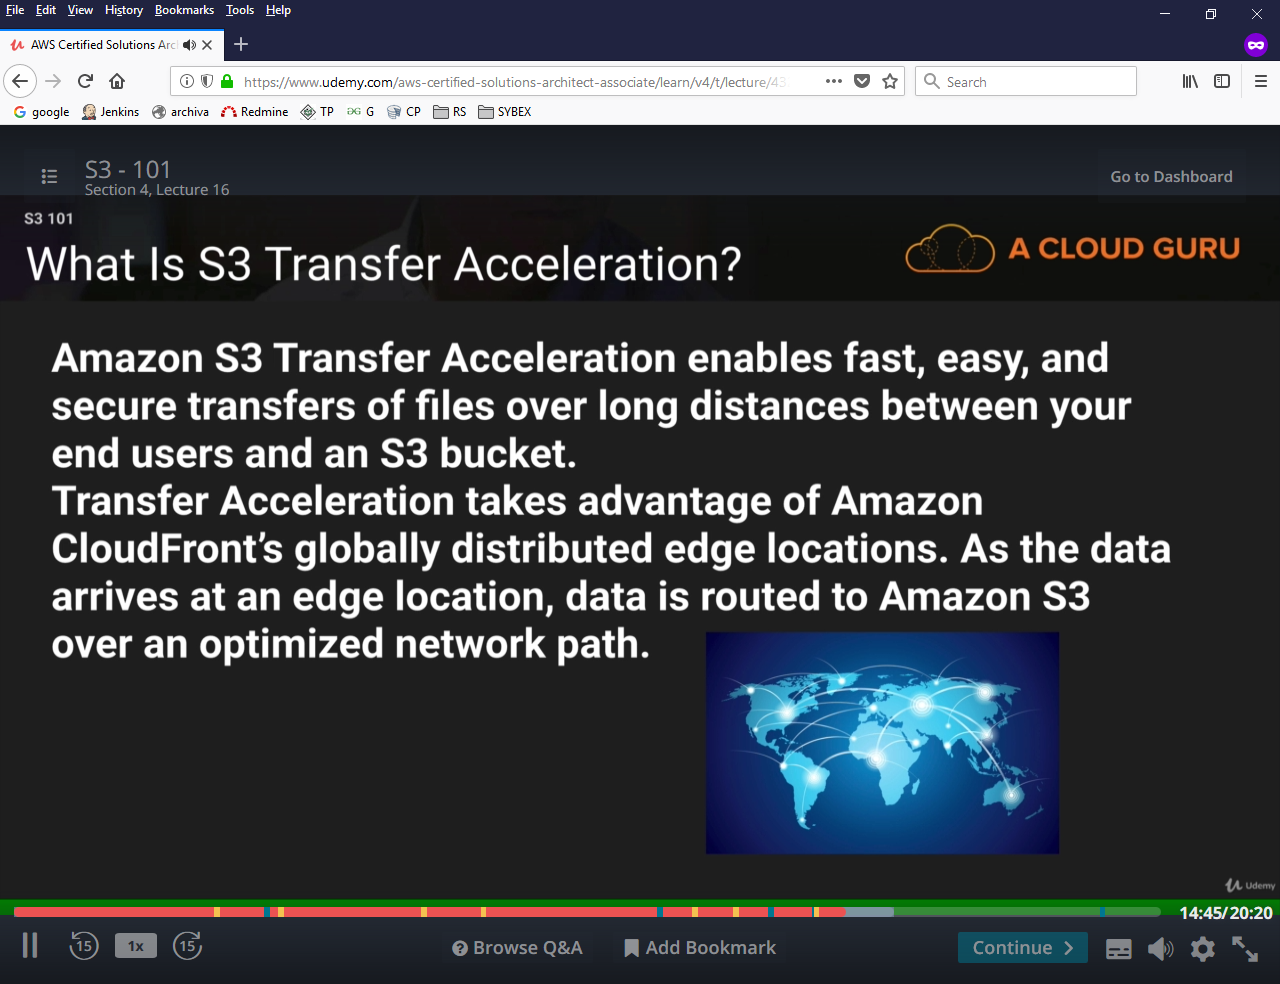 File Edit View History Bookmarks Tools Help
AWS Certified Solutions Arc
https://www.udemy.com/aws-certified-solutions-architect-associate/learn/v4/t/lecture/43
Search
google Jenkins archiva Redmine TP G CP RS SYBEX
S3 - 101
Section 4, Lecture 16
Go to Dashboard
S3 101
What Is S3 Transfer Acceleration?
A CLOUD GURU
Amazon S3 Transfer Acceleration enables fast, easy, and
secure transfers of files over long distances between your
end users and an S3 bucket.
Transfer Acceleration takes advantage of Amazon
CloudFront’s globally distributed edge locations. As the data
arrives at an edge location, data is routed to Amazon S3
over an optimized network path.
Udemy
14:45/20:20
15 1x 15 Browse Q&A Add Bookmark Continue